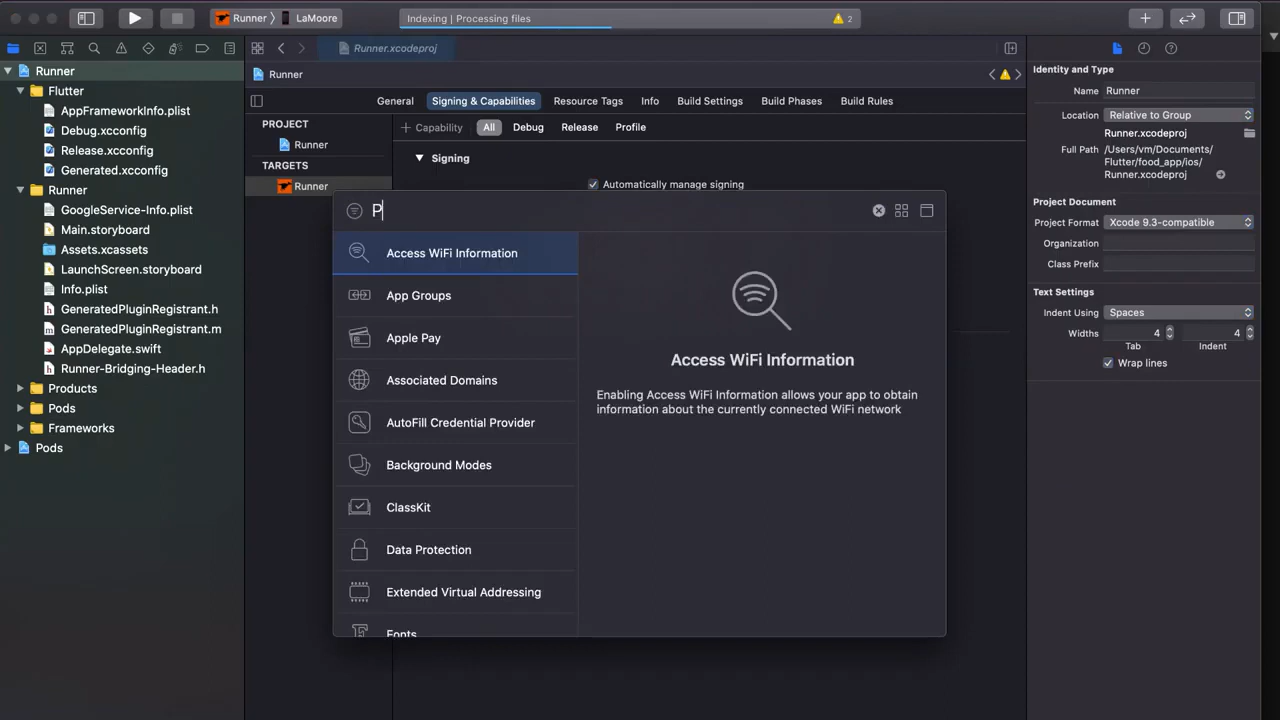 Runner
LaMoore
Indexing | Processing files
2
Runner.xcodeproj
Runner
General
Signing & Capabilities
Resource Tags
Info
Build Settings
Build Phases
Build Rules
Capability
All
Debug
Release
Profile
Signing
Automatically manage signing
PROJECT
Runner
TARGETS
Runner
Runner
Flutter
AppFrameworkInfo.plist
Debug.xcconfig
Release.xcconfig
Generated.xcconfig
Runner
GoogleService-Info.plist
Main.storyboard
Assets.xcassets
LaunchScreen.storyboard
Info.plist
GeneratedPluginRegistrant.h
GeneratedPluginRegistrant.m
AppDelegate.swift
Runner-Bridging-Header.h
Products
Pods
Frameworks
Pods
P
Access WiFi Information
App Groups
Apple Pay
Associated Domains
AutoFill Credential Provider
Background Modes
ClassKit
Data Protection
Extended Virtual Addressing
Fonts
Access WiFi Information
Enabling Access WiFi Information allows your app to obtain
information about the currently connected WiFi network
Identity and Type
Name Runner
Location Relative to Group
Runner.xcodeproj
Full Path /Users/vm/Documents/
Flutter/food_app/ios/
Runner.xcodeproj
Project Document
Project Format Xcode 9.3-compatible
Organization
Class Prefix
Text Settings
Indent Using Spaces
Widths 4 4
Tab Indent
Wrap lines